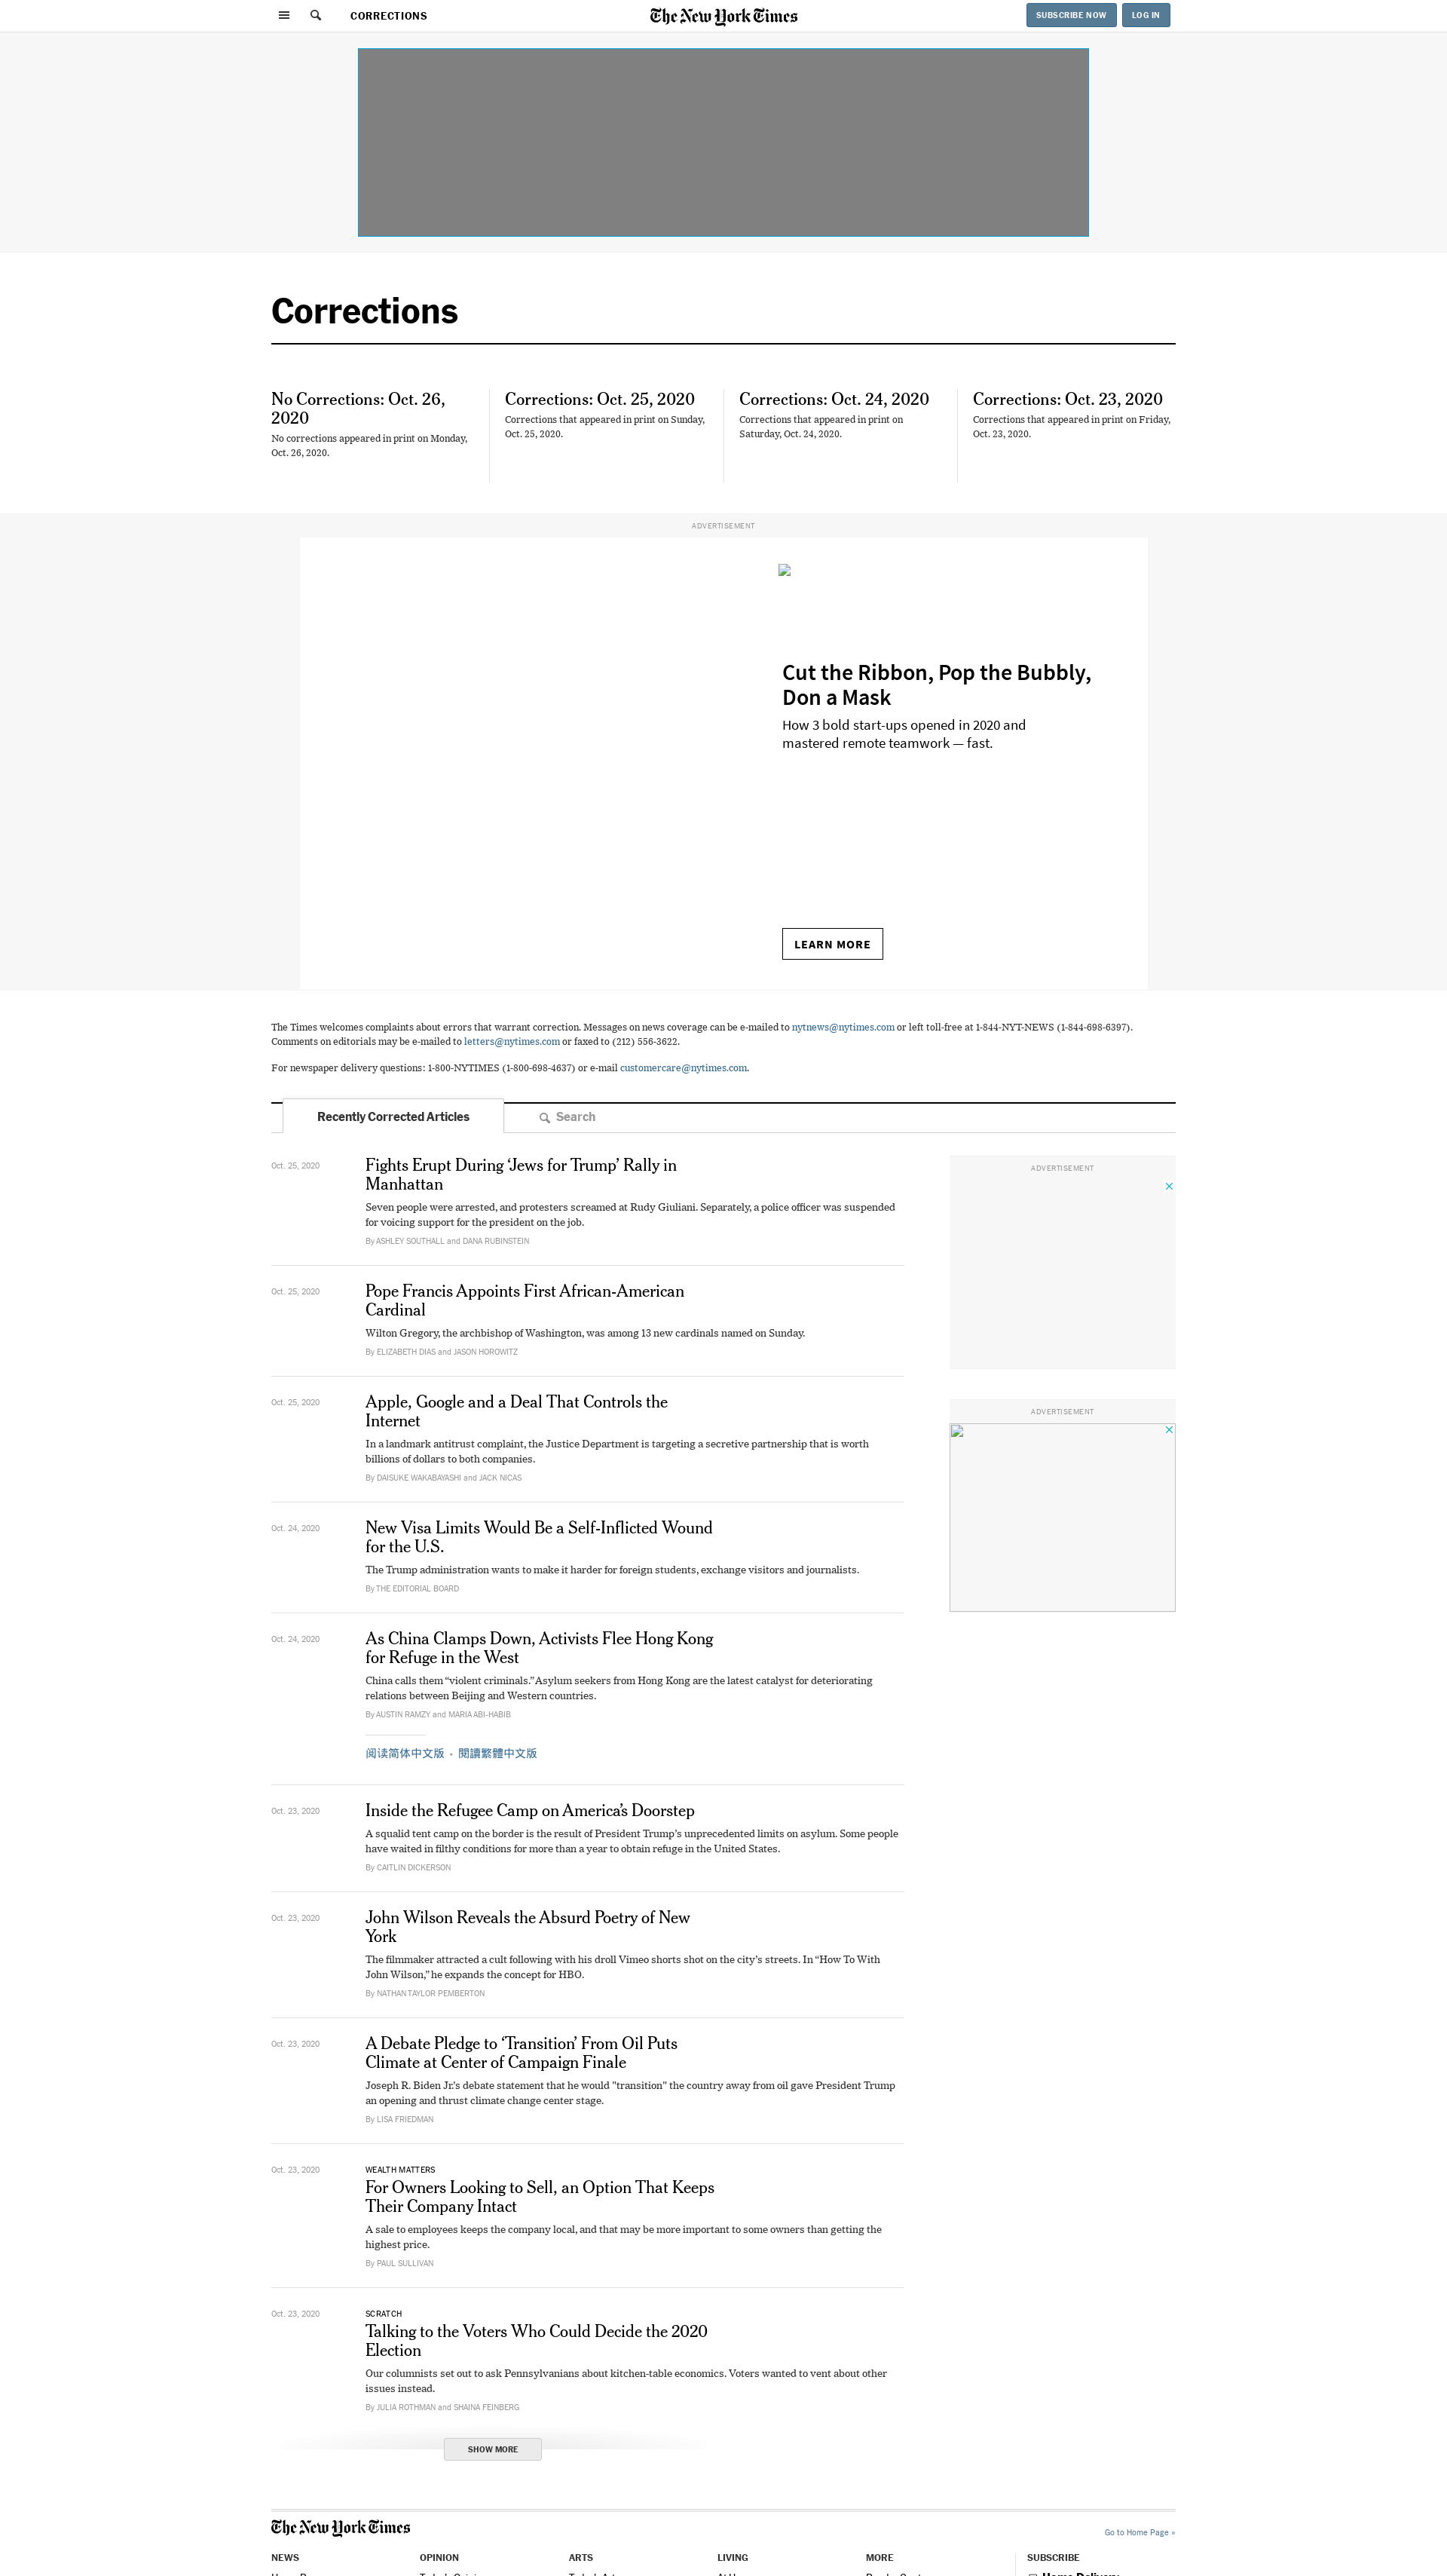 CORRECTIONS
The New York Times
SUBSCRIBE NOW
LOG IN
Corrections
No Corrections: Oct. 26,
2020
No corrections appeared in print on Monday,
Oct. 26, 2020.
Corrections: Oct. 25, 2020
Corrections that appeared in print on Sunday,
Oct. 25, 2020.
Corrections: Oct. 24, 2020
Corrections that appeared in print on
Saturday, Oct. 24, 2020.
Corrections: Oct. 23, 2020
Corrections that appeared in print on Friday,
Oct. 23, 2020.
ADVERTISEMENT
Cut the Ribbon, Pop the Bubbly,
Don a Mask
How 3 bold start-ups opened in 2020 and
mastered remote teamwork — fast.
LEARN MORE
The Times welcomes complaints about errors that warrant correction. Messages on news coverage can be e-mailed to nytnews@nytimes.com or left toll-free at 1-844-NYT-NEWS (1-844-698-6397).
Comments on editorials may be e-mailed to letters@nytimes.com or faxed to (212) 556-3622.
For newspaper delivery questions: 1-800-NYTIMES (1-800-698-4637) or e-mail customercare@nytimes.com.
Recently Corrected Articles
Search
Oct. 25, 2020
Fights Erupt During ‘Jews for Trump’ Rally in
Manhattan
Seven people were arrested, and protesters screamed at Rudy Giuliani. Separately, a police officer was suspended
for voicing support for the president on the job.
By ASHLEY SOUTHALL and DANA RUBINSTEIN
ADVERTISEMENT
Oct. 25, 2020
Pope Francis Appoints First African-American
Cardinal
Wilton Gregory, the archbishop of Washington, was among 13 new cardinals named on Sunday.
By ELIZABETH DIAS and JASON HOROWITZ
Oct. 25, 2020
Apple, Google and a Deal That Controls the
Internet
In a landmark antitrust complaint, the Justice Department is targeting a secretive partnership that is worth
billions of dollars to both companies.
By DAISUKE WAKABAYASHI and JACK NICAS
ADVERTISEMENT
Oct. 24, 2020
New Visa Limits Would Be a Self-Inflicted Wound
for the U.S.
The Trump administration wants to make it harder for foreign students, exchange visitors and journalists.
By THE EDITORIAL BOARD
Oct. 24, 2020
As China Clamps Down, Activists Flee Hong Kong
for Refuge in the West
China calls them “violent criminals.” Asylum seekers from Hong Kong are the latest catalyst for deteriorating
relations between Beijing and Western countries.
By AUSTIN RAMZY and MARIA ABI-HABIB
阅读简体中文版 · 閱讀繁體中文版
Oct. 23, 2020
Inside the Refugee Camp on America’s Doorstep
A squalid tent camp on the border is the result of President Trump’s unprecedented limits on asylum. Some people
have waited in filthy conditions for more than a year to obtain refuge in the United States.
By CAITLIN DICKERSON
Oct. 23, 2020
John Wilson Reveals the Absurd Poetry of New
York
The filmmaker attracted a cult following with his droll Vimeo shorts shot on the city’s streets. In “How To With
John Wilson,” he expands the concept for HBO.
By NATHAN TAYLOR PEMBERTON
Oct. 23, 2020
A Debate Pledge to ‘Transition’ From Oil Puts
Climate at Center of Campaign Finale
Joseph R. Biden Jr.'s debate statement that he would "transition" the country away from oil gave President Trump
an opening and thrust climate change center stage.
By LISA FRIEDMAN
Oct. 23, 2020
WEALTH MATTERS
For Owners Looking to Sell, an Option That Keeps
Their Company Intact
A sale to employees keeps the company local, and that may be more important to some owners than getting the
highest price.
By PAUL SULLIVAN
Oct. 23, 2020
SCRATCH
Talking to the Voters Who Could Decide the 2020
Election
Our columnists set out to ask Pennsylvanians about kitchen-table economics. Voters wanted to vent about other
issues instead.
By JULIA ROTHMAN and SHAINA FEINBERG
SHOW MORE
The New York Times
Go to Home Page »
NEWS
OPINION
ARTS
LIVING
MORE
SUBSCRIBE